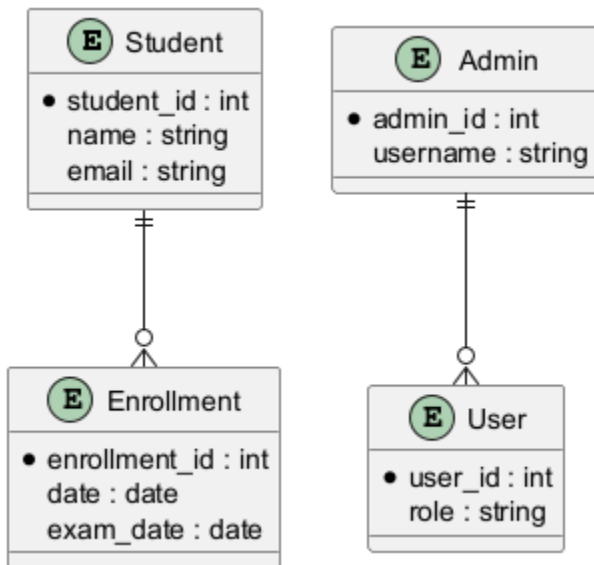 E Student
student_id : int
name : string
email : string
E Admin
admin_id : int
username : string
E Enrollment
enrollment_id : int
date : date
exam_date : date
E User
user_id : int
role : string